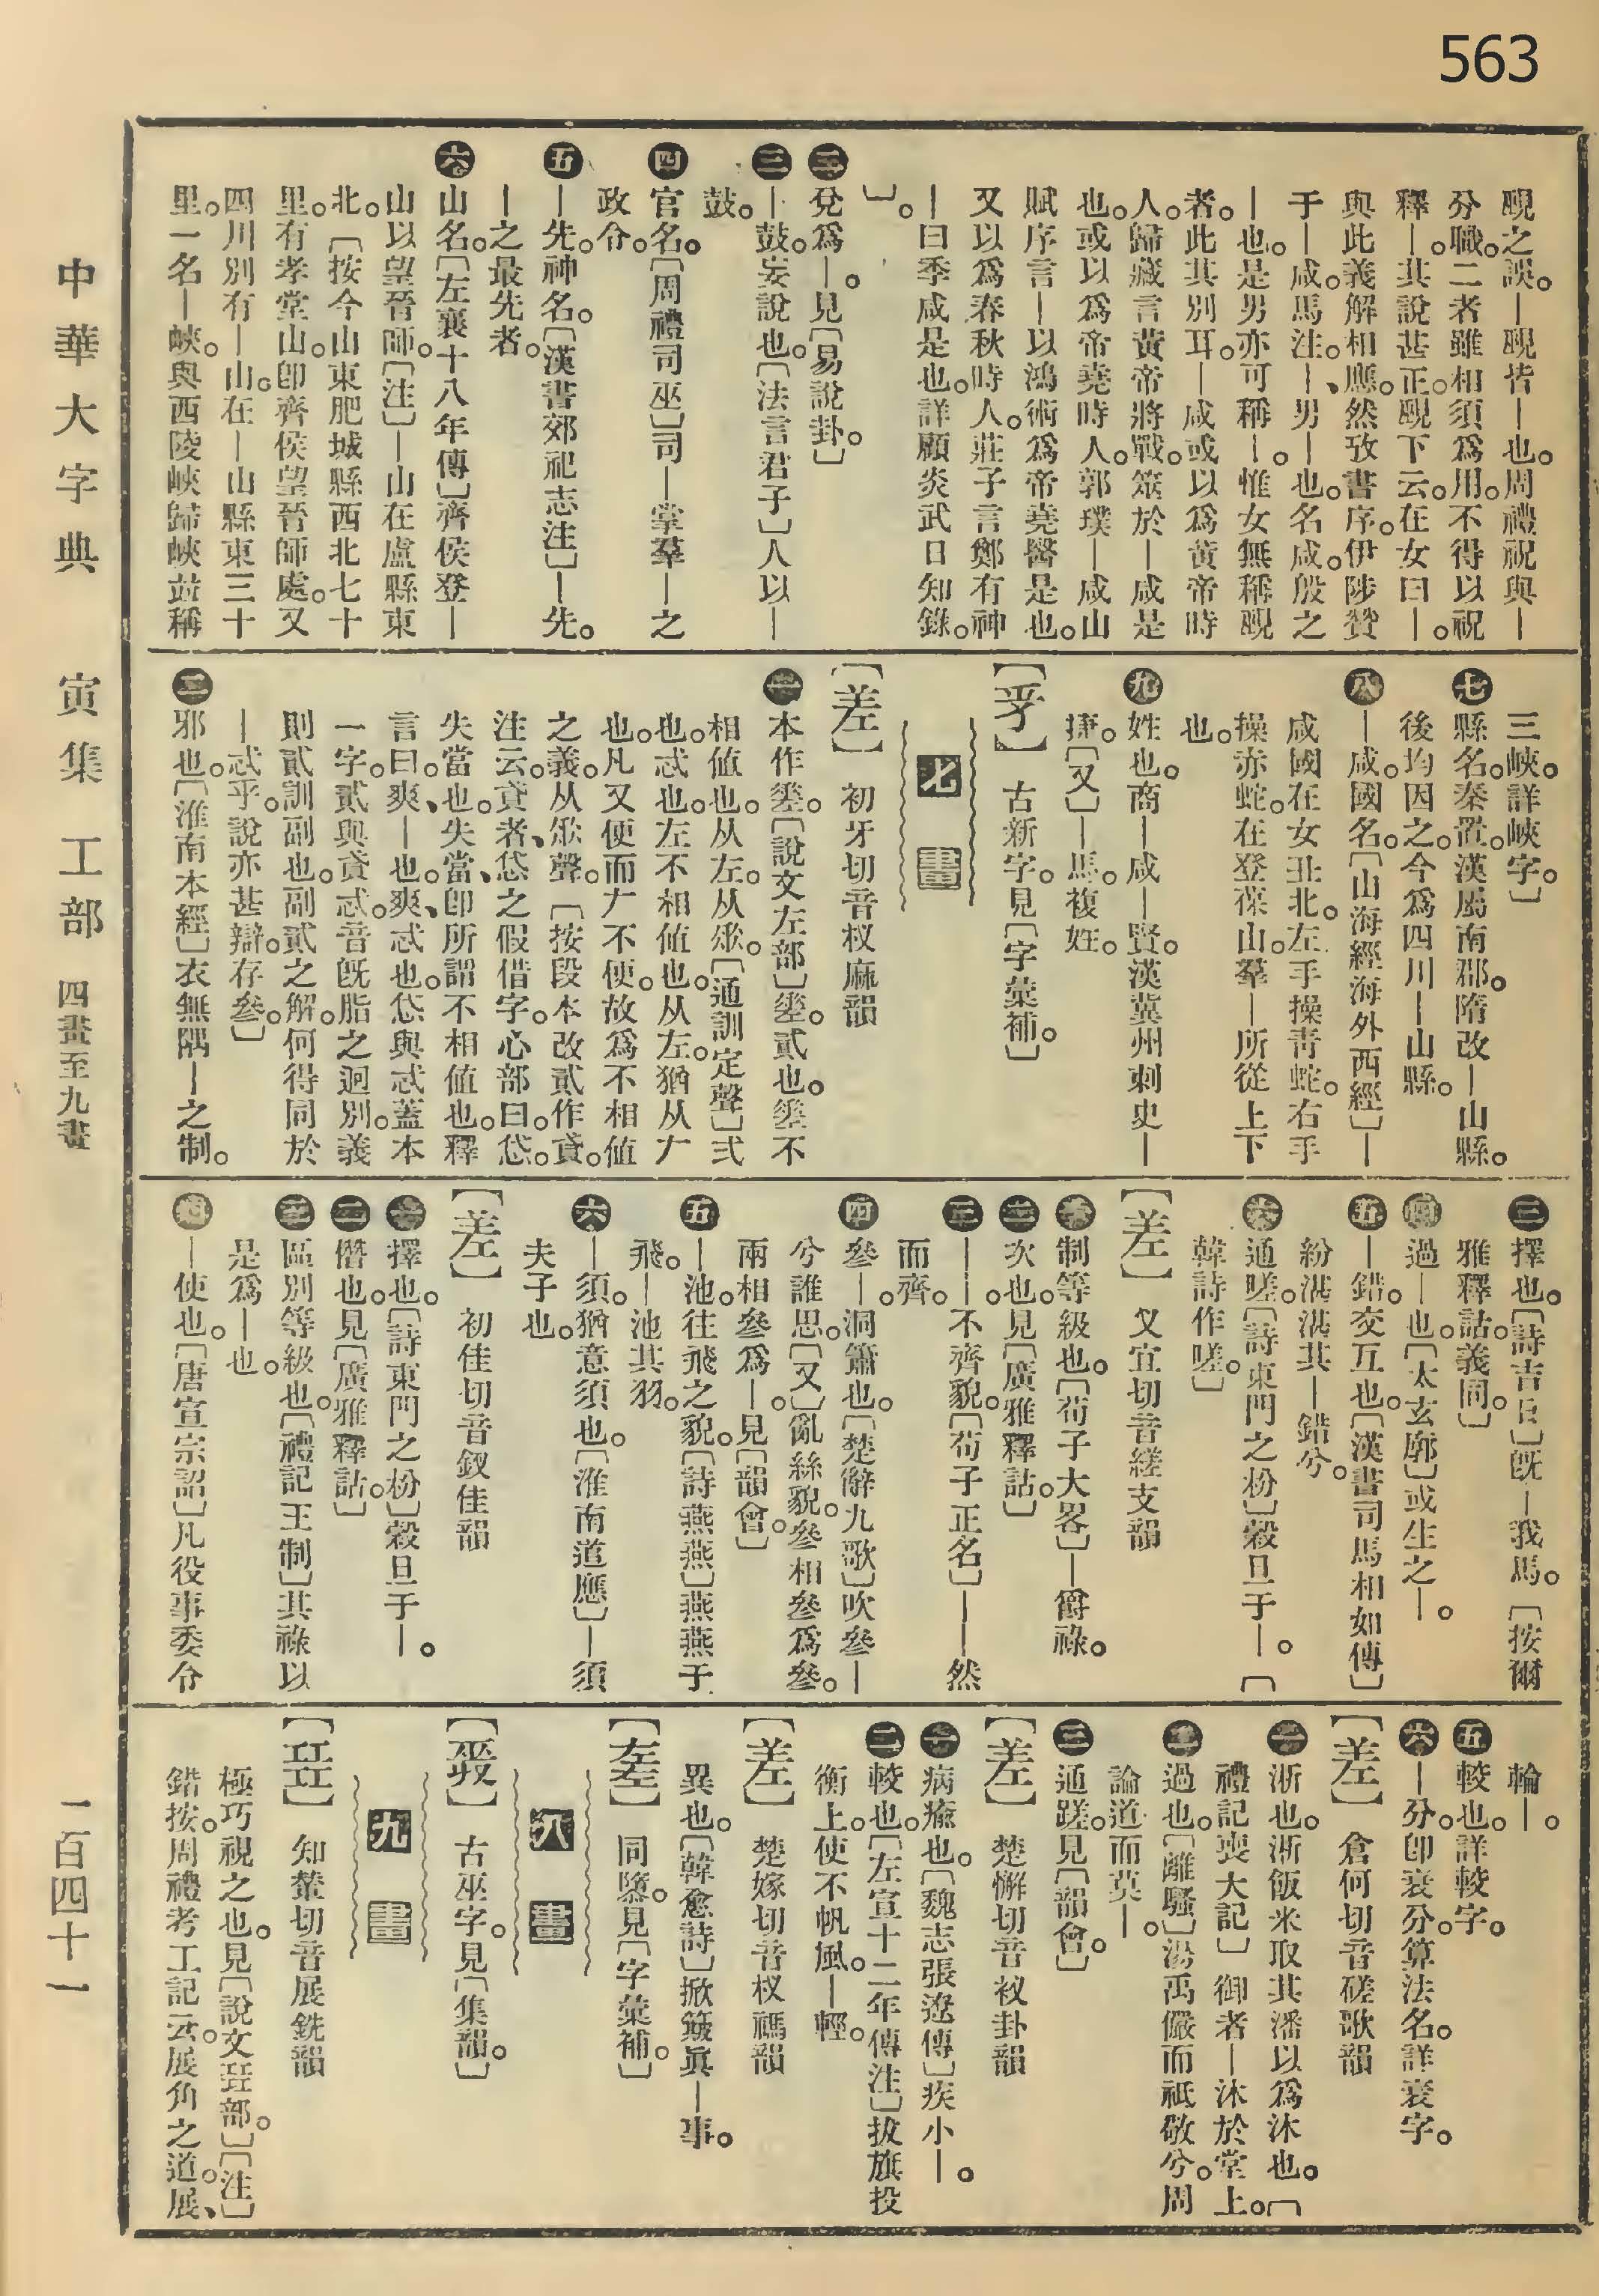 563
覡之誤。｜覡皆｜也。周禮祝與｜
分職。二者雖相須爲用。不得以祝
釋｜。其說甚正。覡下云。在女曰｜。
與此義解相應。然攷書序。伊陟贊
于｜咸。馬注。｜、男｜也。名咸。殷之
｜也。是男亦可稱｜。惟女無稱覡
者。此其別耳。｜咸或以爲黃帝時
人。歸藏言黃帝將戰。筮於｜咸是
也。或以爲帝堯時人。郭璞｜咸山
賦序言｜以鴻術爲帝堯醫是也。
又以爲春秋時人。莊子言鄭有神
｜曰季咸是也。詳顧炎武日知錄。
〕。
㊁兌爲｜。見〔易說卦。〕
㊂｜鼓。妄說也。〔法言君子〕人以｜
鼓。
㊃官名。〔周禮司巫〕司｜掌羣｜之
政令。
㊄｜先。神名。〔漢書郊祀志注〕｜先。
｜之最先者。
㊅山名。〔左襄十八年傳〕齊侯登｜
山以望晉師。〔注〕｜山在盧縣東
北。〔按今山東肥城縣西北七十
里。有孝堂山。卽齊侯望晉師處。又
四川別有｜山。在｜山縣東三十
里。一名｜峽。與西陵峽歸峽竝稱
三峽。詳峽字。〕
㊆縣名。秦置。漢屬南郡。隋改｜山縣。
後均因之。今爲四川｜山縣。
㊇｜咸。國名。〔山海經海外西經〕｜
咸國在女丑北。左手操靑蛇。右手
操赤蛇。在登葆山。羣｜所從上下
也。
㊈姓也。商｜咸｜賢。漢冀州刺史｜
捷。〔又〕｜馬。複姓。
【㸦】 古新字。見〔字彙補。〕
七畫
【差】 初牙切音杈麻韻
㊀本作𢀩。〔說文左部〕𢀩。貳也。𢀩不
相値也。从左。从𠂹。〔通訓定聲〕弍
也。忒也。左不相値也。从左。猶从𠂇
也。凡又便而𠂇不便。故爲不相値
之義。从𠂹聲。〔按段本改貳作貣。
注云。貣者、忒之假借字。心部曰。忒。
失當也。失當、卽所謂不相値也。釋
言曰。爽、｜也。爽、忒也。忒與忒蓋本
一字。貳與貣忒。音旣脂之迥別。義
則貳訓副也。副貳之解。何得同於
｜忒乎。說亦甚辯。存參。〕
㊁邪也。〔淮南本經〕衣無隅｜之制。
㊂擇也。〔詩吉日〕旣｜我馬。〔按爾
雅釋詁。義同。〕
㊃過｜也。〔太玄廓〕或生之｜。
㊄｜錯。交互也。〔漢書司馬相如傳〕
紛湛湛其｜錯兮。
㊅通嗟。〔詩東門之枌〕穀旦于｜。〔
韓詩作嗟。〕
【差】 叉宜切音縒支韻
㊀制等級也。〔荀子大畧〕｜爵祿。
㊁次也。見〔廣雅釋詁。〕
㊂｜｜。不齊貌。〔荀子正名〕｜｜然
而齊。
㊃參｜。洞簫也。〔楚辭九歌〕吹參｜
兮誰思。〔又〕亂絲貌。參相參爲參。
兩相參爲｜。見〔韻會。〕
㊄｜池。往飛之貌。〔詩燕燕〕燕燕于
飛。｜池其羽。
㊅｜須。猶意須也。〔淮南道應〕｜須
夫子也。
【差】 初佳切音釵佳韻
㊀擇也。〔詩東門之枌〕穀旦于｜。
㊁僭也。見〔廣雅釋詁。〕
㊂區別等級也。〔禮記王制〕其祿以
是爲｜也。
㊃｜使也。〔唐宣宗詔〕凡役事委令
輪｜。
㊄較也。詳較字。
㊅｜分。卽衰分。算法名。詳衰字。
【差】 倉何切音磋歌韻
㊀淅也。淅飯米取其潘以爲沐也。〔
禮記喪大記〕御者｜沐於堂上。
㊁過也。〔離騷〕湯禹儼而祗敬兮。周
論道而莫｜。
㊂通蹉。見〔韻會。〕
【差】 楚懈切音衩卦韻
㊀病瘉也。〔魏志張遼傳〕疾小｜。
㊁較也。〔左宣十二年傳注〕拔旗投
衡上。使不帆風。｜輕。
【差】 楚嫁切音杈禡韻
異也。〔韓愈詩〕掀簸眞｜事。
同隓。見〔字彙補。〕
八畫
古巫字。見〔集韻。〕
九畫
【㠭】 知輦切音展銑韻
極巧視之也。見〔說文㠭部。〕〔注〕
錯按。周禮考工記云。展角之道。展、
中華大字典 寅集 工部 四畫至九畫 一百四十一